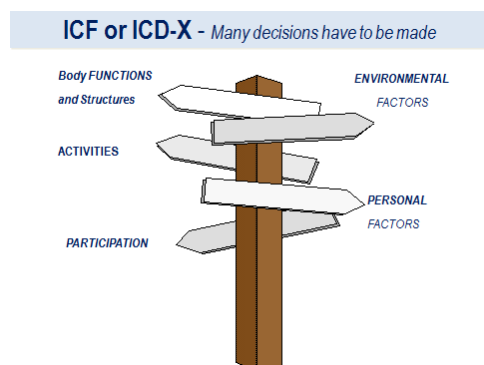 ICF or ICD-X - Many decisions have to be made
Body FUNCTIONS
and Structures
ENVIRONMENTAL
FACTORS
ACTIVITIES
PERSONAL
FACTORS
PARTICIPATION